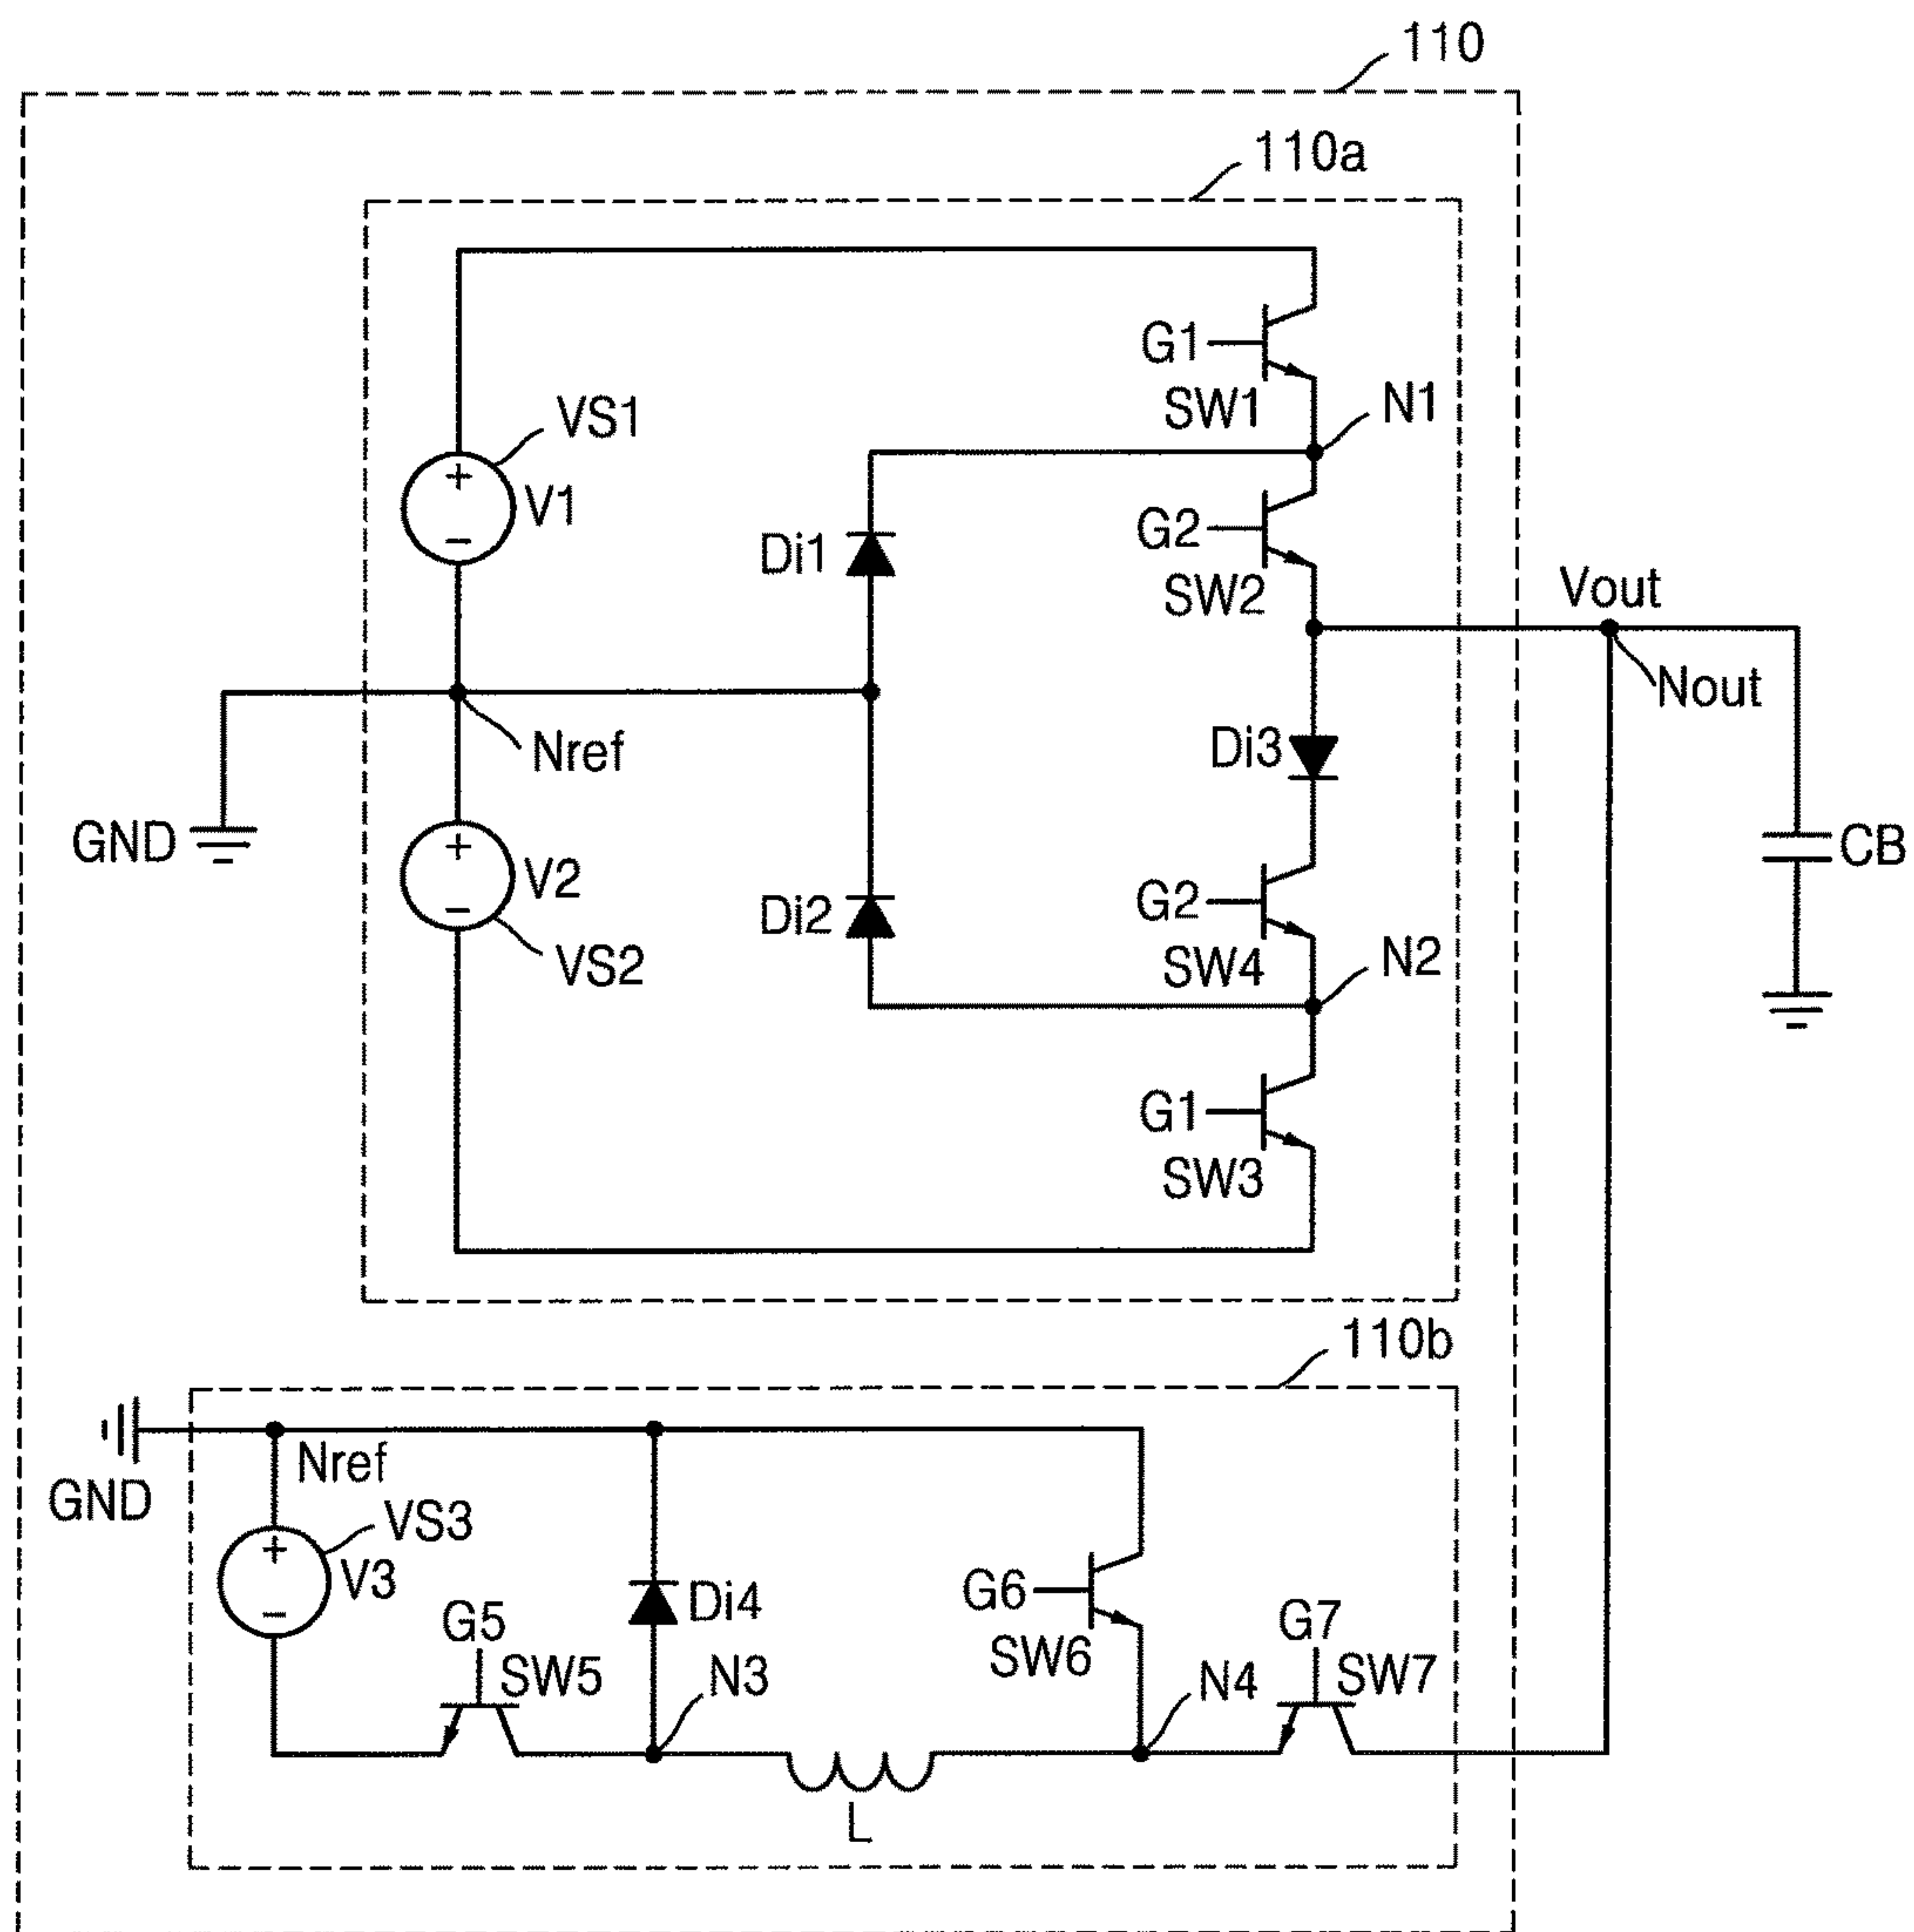 110
110a
G1
SW1
N1
VS1
+
V1
−
Di1
G2
SW2
Vout
Nout
Nref
GND
Di3
+
V2
−
VS2
Di2
G2
SW4
N2
CB
G1
SW3
110b
GND
Nref
VS3
+
V3
−
G5
SW5
Di4
N3
G6
SW6
N4
G7
SW7
L